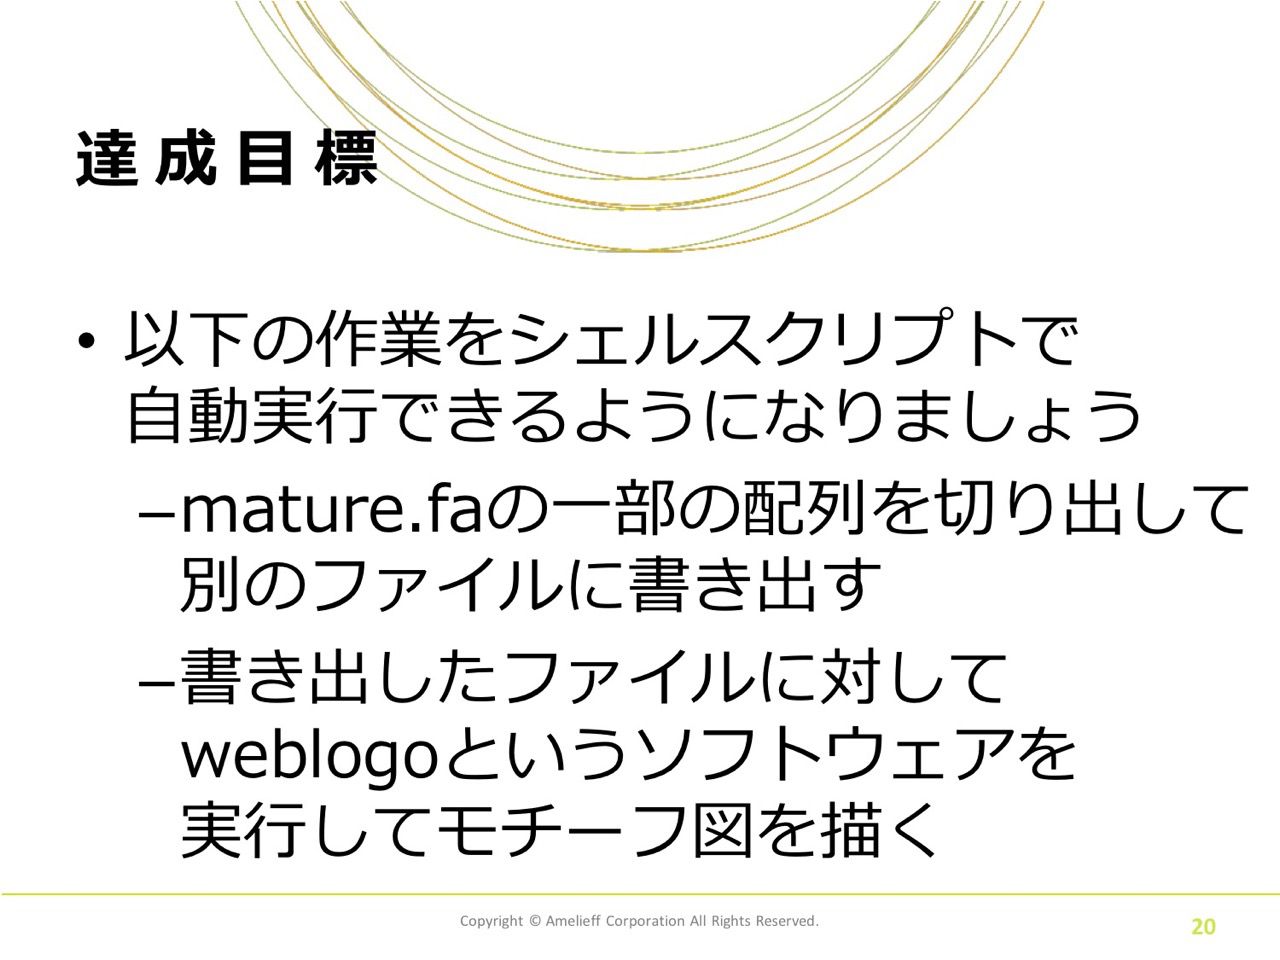 達成目標
• 以下の作業をシェルスクリプトで
自動実行できるようになりましょう
–mature.faの一部の配列を切り出して
別のファイルに書き出す
–書き出したファイルに対して
weblogoというソフトウェアを
実行してモチーフ図を描く
Copyright © Amelieff Corporation All Rights Reserved.
20